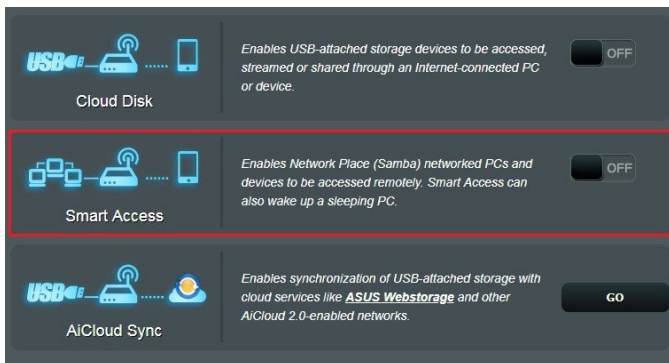 USB
Cloud Disk
Enables USB-attached storage devices to be accessed,
streamed or shared through an Internet-connected PC
or device.
OFF
Smart Access
Enables Network Place (Samba) networked PCs and
devices to be accessed remotely. Smart Access can
also wake up a sleeping PC.
OFF
USB
AiCloud Sync
Enables synchronization of USB-attached storage with
cloud services like ASUS Webstorage and other
AiCloud 2.0-enabled networks.
GO